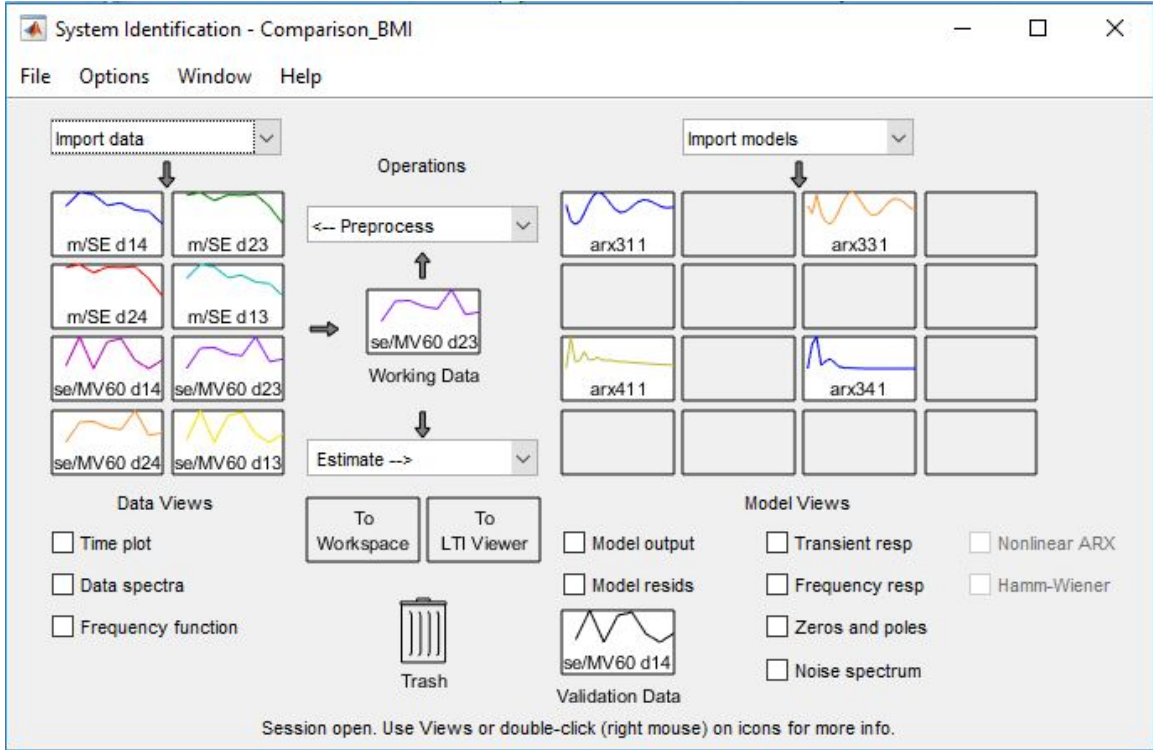 System Identification - Comparison_BMI
File Options Window Help
Import data
Import models
Operations
m/SE d14
m/SE d23
<-- Preprocess
arx311
arx331
m/SE d24
m/SE d13
se/MV60 d23
Working Data
se/MV60 d14
se/MV60 d23
arx411
arx341
se/MV60 d24
se/MV60 d13
Estimate -->
Data Views
Time plot
Data spectra
Frequency function
To
Workspace
To
LTI Viewer
Trash
Model Views
Model output
Model resids
Transient resp
Frequency resp
Zeros and poles
Noise spectrum
Nonlinear ARX
Hamm-Wiener
se/MV60 d14
Validation Data
Session open. Use Views or double-click (right mouse) on icons for more info.